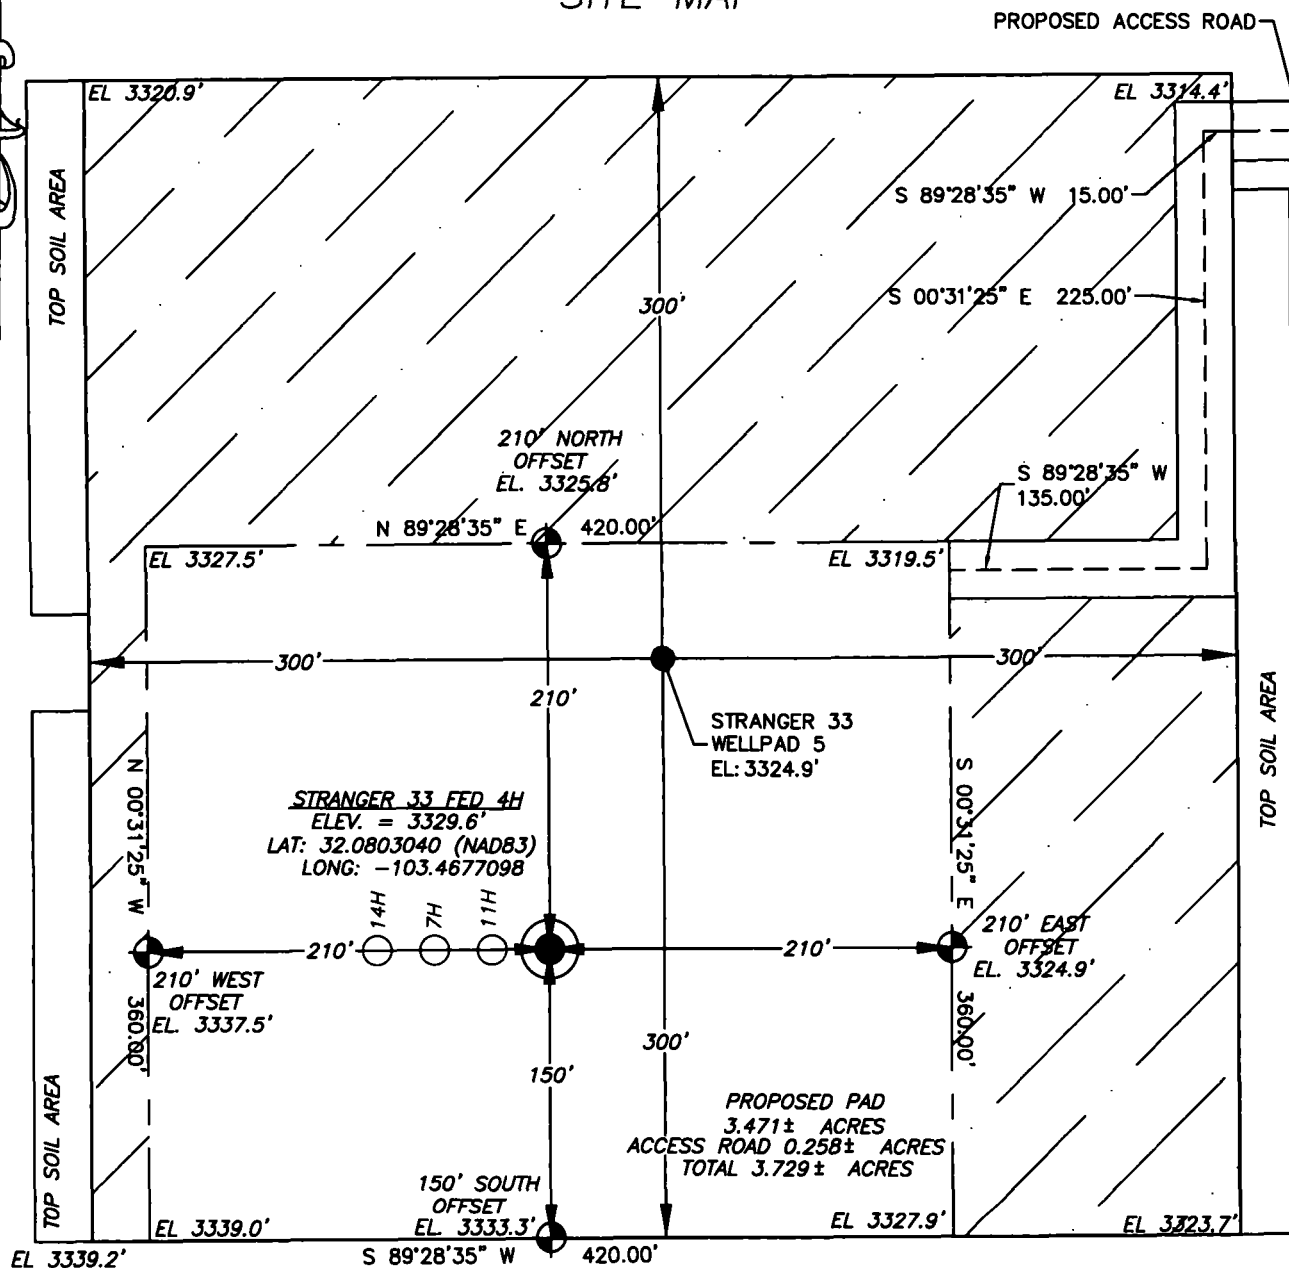 SITE MAP
PROPOSED ACCESS ROAD
EL 3320.9'
EL 3314.4'
TOP SOIL AREA
S 89°28'35" W 15.00'
S 00°31'25" E 225.00'
300'
210' NORTH
OFFSET
EL. 3325.8'
S 89°28'35" W
135.00'
N 89°28'35" E 420.00'
EL 3327.5'
EL 3319.5'
300'
300'
210'
STRANGER 33
WELLPAD 5
EL: 3324.9'
TOP SOIL AREA
N 00°31'25" W 360.00'
S 00°31'25" E 360.00'
STRANGER 33 FED 4H
ELEV. = 3329.6'
LAT: 32.0803040 (NAD83)
LONG: -103.4677098
14H
7H
11H
210'
210'
210' EAST
OFFSET
EL. 3324.9'
210' WEST
OFFSET
EL. 3337.5'
300'
150'
TOP SOIL AREA
PROPOSED PAD
3.471± ACRES
ACCESS ROAD 0.258± ACRES
TOTAL 3.729± ACRES
150' SOUTH
OFFSET
EL. 3333.3'
EL 3339.0'
EL 3327.9'
EL 3323.7'
EL 3339.2'
S 89°28'35" W 420.00'